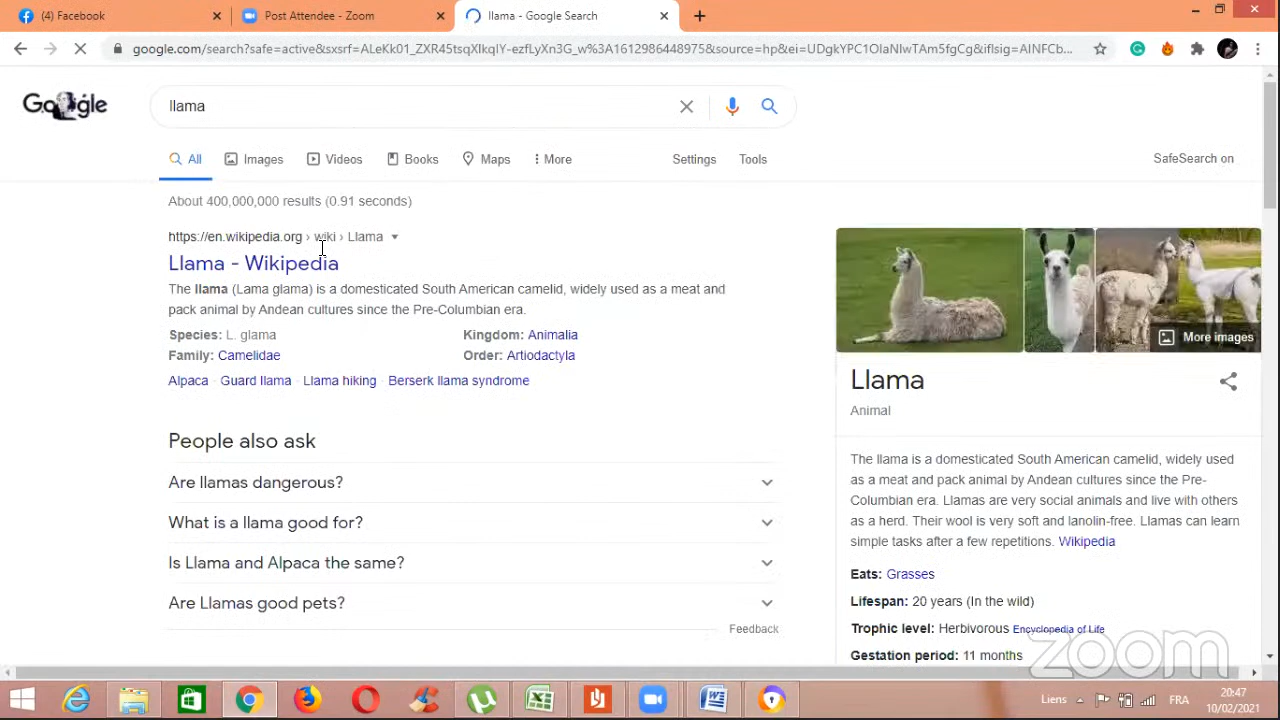 (4) Facebook
Post Attendee - Zoom
llama - Google Search
google.com/search?safe=active&sxsrf=ALeKk01_ZXR45tsqXIkqIY-ezfLyXn3G_w%3A1612986448975&source=hp&ei=UDgkYPC1OIaNlwTAm5fgCg&iflsig=AINFCb...
Google
llama
All
Images
Videos
Books
Maps
More
Settings
Tools
SafeSearch on
About 400,000,000 results (0.91 seconds)
https://en.wikipedia.org › wiki › Llama
Llama - Wikipedia
The llama (Lama glama) is a domesticated South American camelid, widely used as a meat and
pack animal by Andean cultures since the Pre-Columbian era.
Species: L. glama
Kingdom: Animalia
Family: Camelidae
Order: Artiodactyla
Alpaca · Guard llama · Llama hiking · Berserk llama syndrome
People also ask
Are llamas dangerous?
What is a llama good for?
Is Llama and Alpaca the same?
Are Llamas good pets?
Feedback
More images
Llama
Animal
The llama is a domesticated South American camelid, widely used
as a meat and pack animal by Andean cultures since the Pre-
Columbian era. Llamas are very social animals and live with others
as a herd. Their wool is very soft and lanolin-free. Llamas can learn
simple tasks after a few repetitions. Wikipedia
Eats: Grasses
Lifespan: 20 years (In the wild)
Trophic level: Herbivorous Encyclopedia of Life
Gestation period: 11 months
zoom
Liens
FRA
20:47
10/02/2021